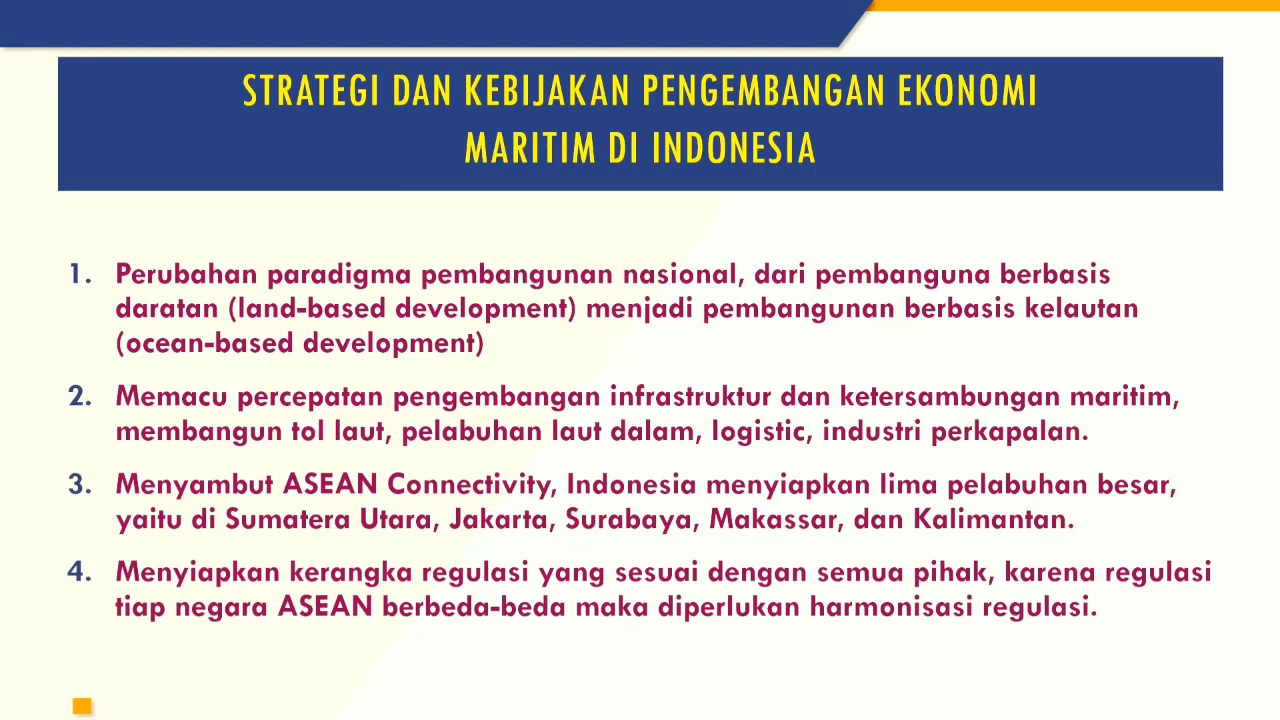 STRATEGI DAN KEBIJAKAN PENGEMBANGAN EKONOMI
MARITIM DI INDONESIA
1. Perubahan paradigma pembangunan nasional, dari pembanguna berbasis
daratan (land-based development) menjadi pembangunan berbasis kelautan
(ocean-based development)
2. Memacu percepatan pengembangan infrastruktur dan ketersambungan maritim,
membangun tol laut, pelabuhan laut dalam, logistic, industri perkapalan.
3. Menyambut ASEAN Connectivity, Indonesia menyiapkan lima pelabuhan besar,
yaitu di Sumatera Utara, Jakarta, Surabaya, Makassar, dan Kalimantan.
4. Menyiapkan kerangka regulasi yang sesuai dengan semua pihak, karena regulasi
tiap negara ASEAN berbeda-beda maka diperlukan harmonisasi regulasi.